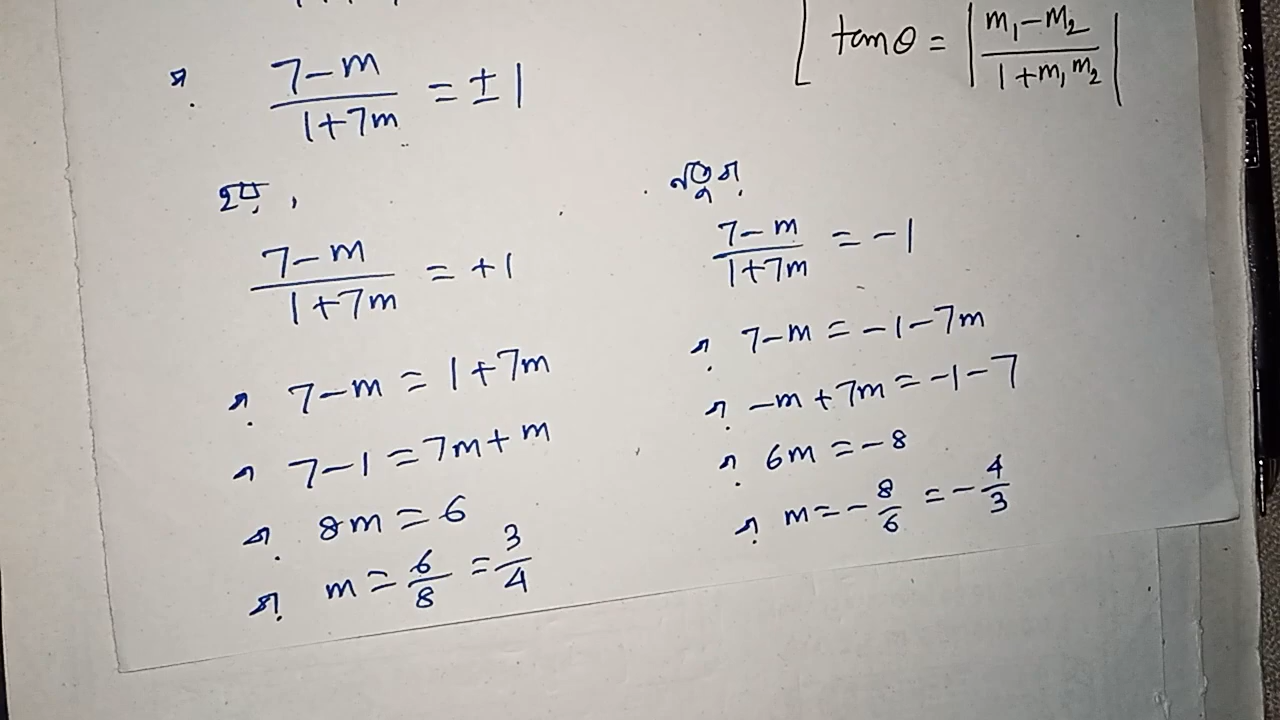 [ tanθ = |(m₁-m₂)/(1+m₁m₂)|
বা, (7-m)/(1+7m) = ±1
হয়,
(7-m)/(1+7m) = +1
বা, 7-m = 1+7m
বা, 7-1 = 7m+m
বা, 8m = 6
বা, m = 6/8 = 3/4
(7-m)/(1+7m) = -1
বা, 7-m = -1-7m
বা, -m+7m = -1-7
বা, 6m = -8
বা, m = -8/6 = -4/3